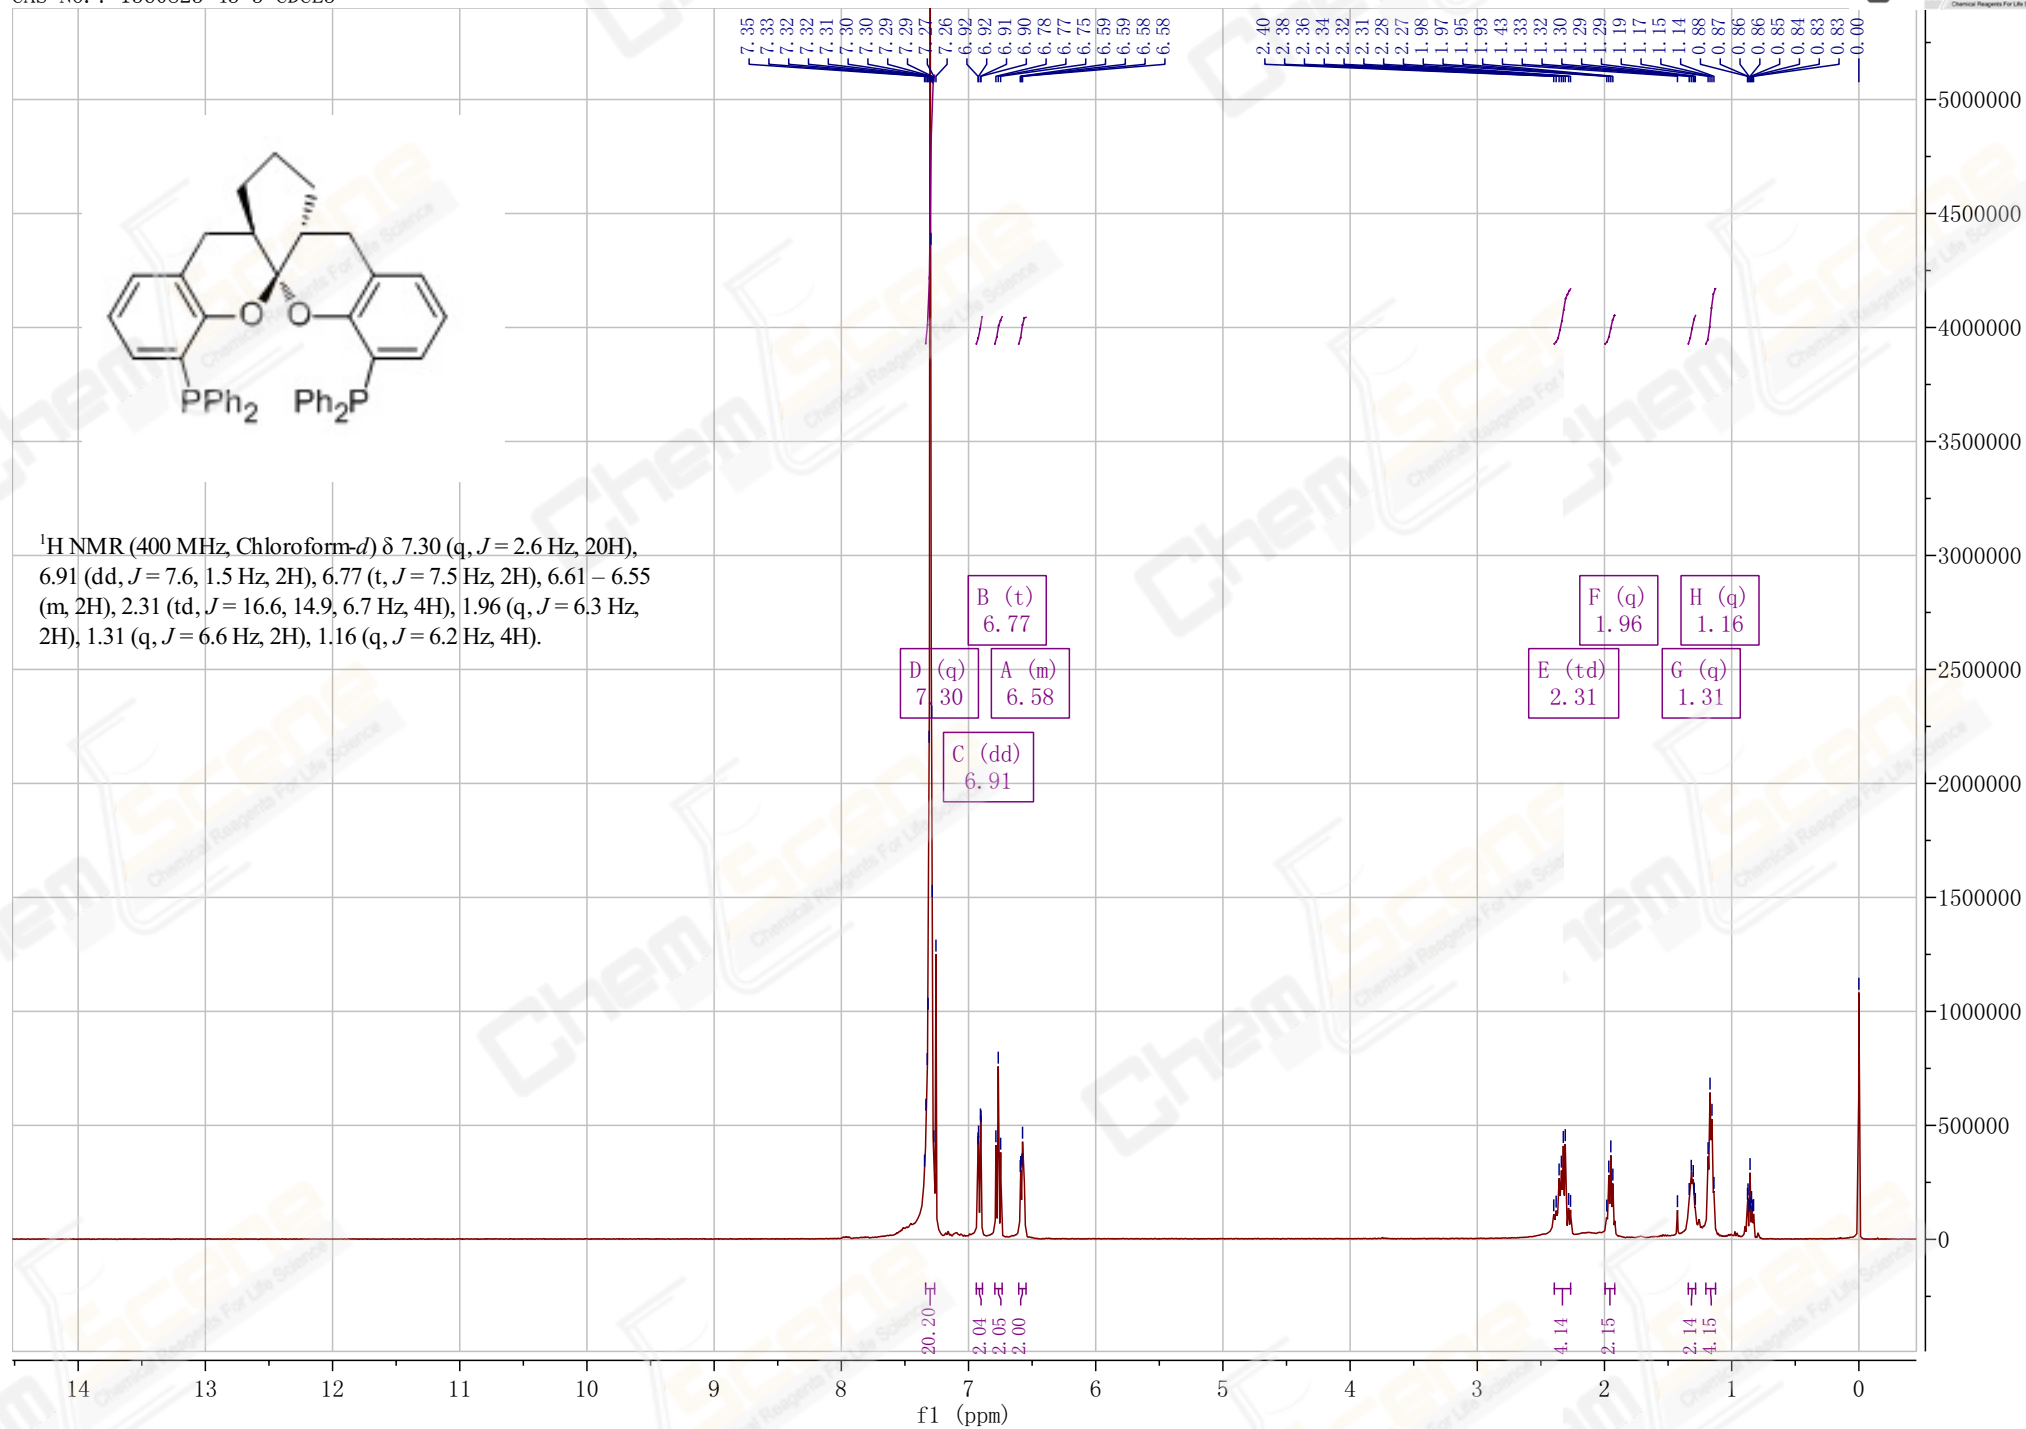 7.35 7.33 7.32 7.32 7.31 7.30 7.30 7.29 7.29 7.27 7.26 6.92 6.92 6.91 6.90 6.78 6.77 6.75 6.59 6.59 6.58 6.58
2.40 2.38 2.36 2.34 2.32 2.31 2.28 2.27 1.98 1.97 1.95 1.93 1.43 1.33 1.32 1.30 1.29 1.29 1.19 1.17 1.15 1.14 0.88 0.87 0.86 0.86 0.85 0.84 0.83 0.83 0.00
Chemical Reagents For Life
O O
PPh2 Ph2P
1H NMR (400 MHz, Chloroform-d) δ 7.30 (q, J = 2.6 Hz, 20H),
6.91 (dd, J = 7.6, 1.5 Hz, 2H), 6.77 (t, J = 7.5 Hz, 2H), 6.61 – 6.55
(m, 2H), 2.31 (td, J = 16.6, 14.9, 6.7 Hz, 4H), 1.96 (q, J = 6.3 Hz,
2H), 1.31 (q, J = 6.6 Hz, 2H), 1.16 (q, J = 6.2 Hz, 4H).
B (t)
6.77
F (q)
1.96
H (q)
1.16
D (q)
7.30
A (m)
6.58
E (td)
2.31
G (q)
1.31
C (dd)
6.91
5000000
4500000
4000000
3500000
3000000
2500000
2000000
1500000
1000000
500000
0
20.20 2.04 2.05 2.00 4.14 2.15 2.14 4.15
14 13 12 11 10 9 8 7 6 5 4 3 2 1 0
f1 (ppm)
ChemScene
Chemical Reagents For Life Science